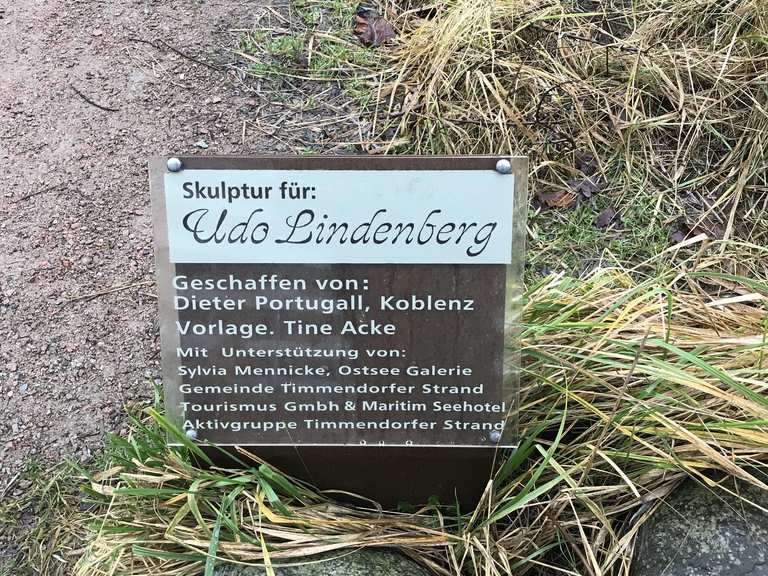 Skulptur für:
Udo Lindenberg
Geschaffen von:
Dieter Portugall, Koblenz
Vorlage. Tine Acke
Mit Unterstützung von:
Sylvia Mennicke, Ostsee Galerie
Gemeinde Timmendorfer Strand
Tourismus Gmbh & Maritim Seehotel
Aktivgruppe Timmendorfer Strand